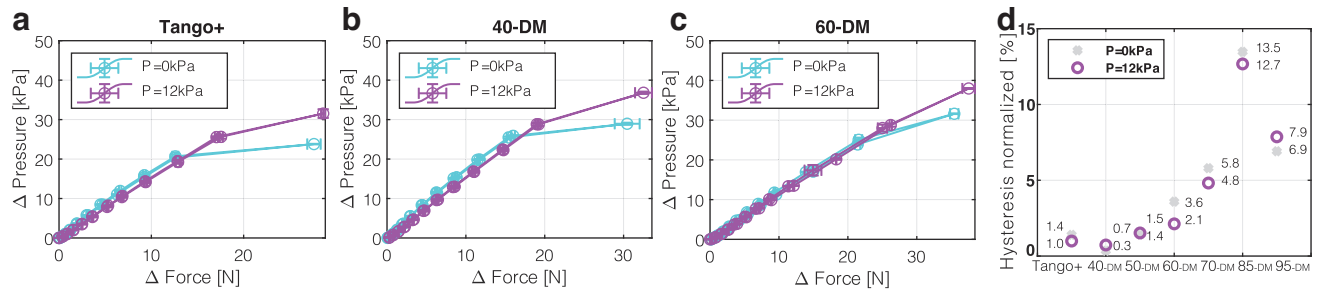 a
Tango+
Δ Pressure [kPa]
50
40
30
20
10
0
P=0kPa
P=12kPa
0
10
20
Δ Force [N]
b
40-DM
Δ Pressure [kPa]
50
40
30
20
10
0
P=0kPa
P=12kPa
0
10
20
30
Δ Force [N]
c
60-DM
Δ Pressure [kPa]
50
40
30
20
10
0
P=0kPa
P=12kPa
0
10
20
30
Δ Force [N]
d
Hysteresis normalized [%]
15
10
5
0
P=0kPa
P=12kPa
1.4
1.0
0.7
0.3
1.5
1.4
3.6
2.1
5.8
4.8
13.5
12.7
7.9
6.9
Tango+ 40-DM 50-DM 60-DM 70-DM 85-DM 95-DM